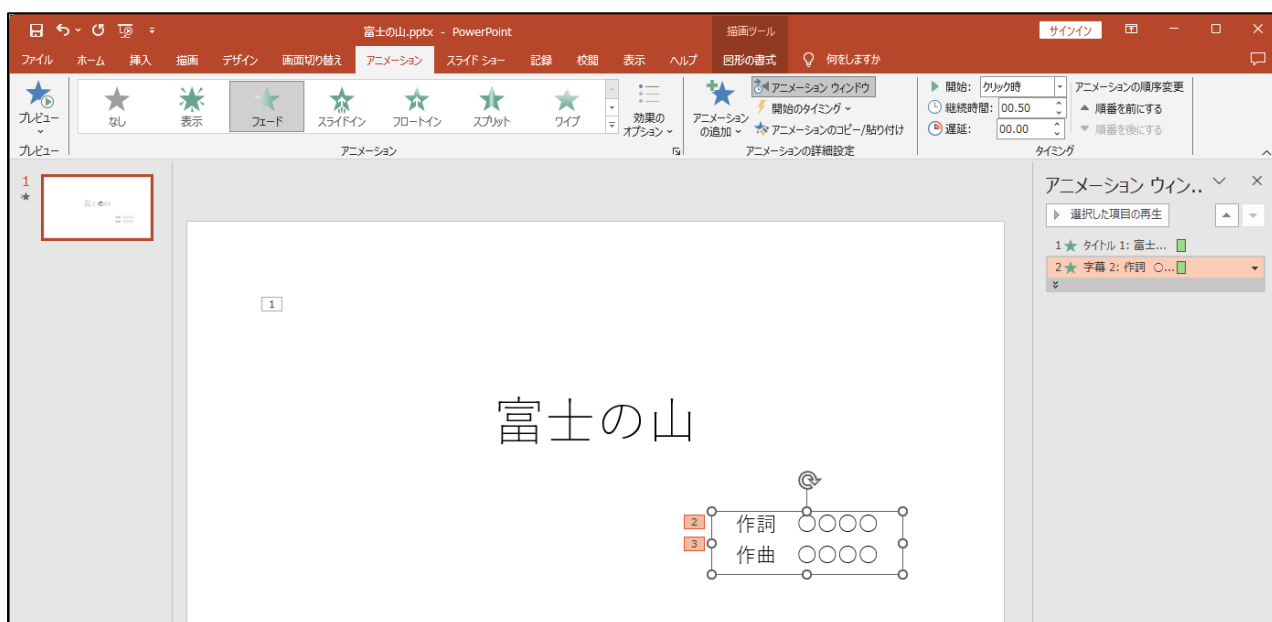 富士の山.pptx - PowerPoint
描画ツール
サインイン
ファイル ホーム 挿入 描画 デザイン 画面切り替え アニメーション スライド ショー 記録 校閲 表示 ヘルプ 図形の書式 何をしますか
プレビュー
なし 表示 フェード スライドイン フロートイン スプリット ワイプ
効果のオプション
アニメーションの追加
アニメーション ウィンドウ
開始のタイミング
アニメーションのコピー/貼り付け
開始: クリック時
継続時間: 00.50
遅延: 00.00
アニメーションの順序変更
順番を前にする
順番を後にする
プレビュー アニメーション アニメーションの詳細設定 タイミング
1
富士の山
アニメーション ウィン..
選択した項目の再生
1 タイトル 1: 富士...
2 字幕 2: 作詞 ○...
1
富士の山
2 作詞 ○○○○
3 作曲 ○○○○